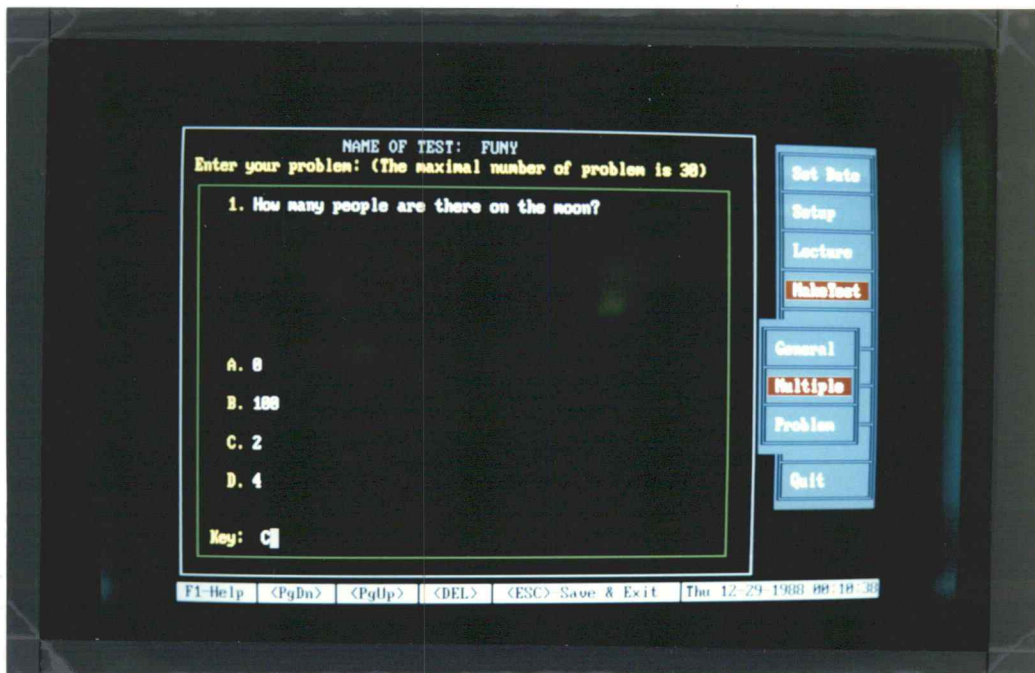 NAME OF TEST: FUNY
Enter your problem: (The maximal number of problem is 30)
1. How many people are there on the moon?
A. 0
B. 100
C. 2
D. 4
Key: C
Set Date
Setup
Lecture
MakeTest
General
Multiple
Problem
Quit
F1-Help <PgDn> <PgUp> <DEL> <ESC>-Save & Exit Thu 12-29-1988 00:10:38